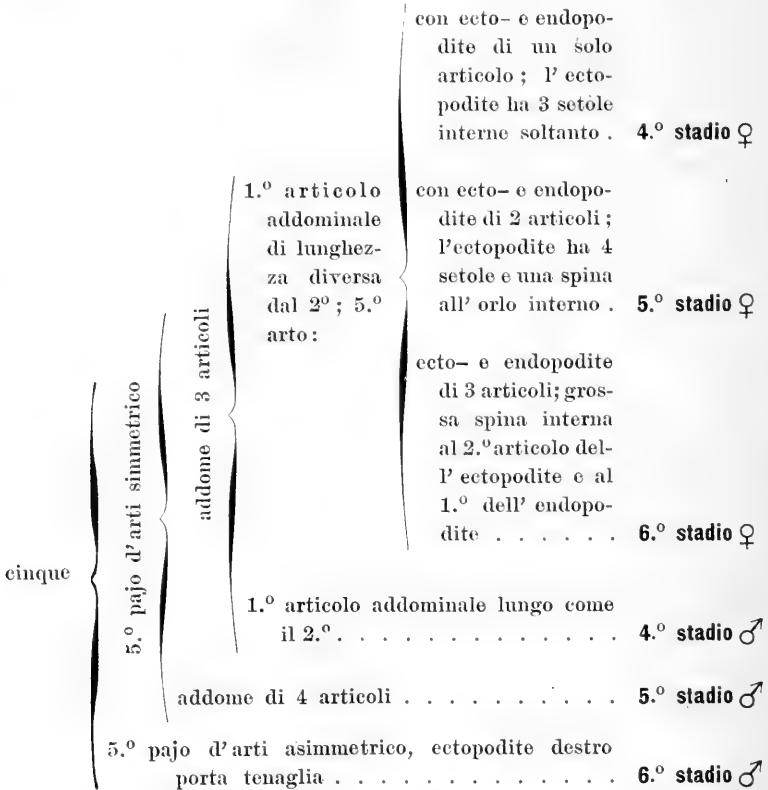 cinque
5.º pajo d'arti simmetrico
addome di 3 articoli
1.º articolo
addominale
di lunghez-
za diversa
dal 2º; 5.º
arto:
con ecto- e endopo-
dite di un solo
articolo; l' ecto-
podite ha 3 setole
interne soltanto . 4.º stadio ♀
con ecto- e endopo-
dite di 2 articoli;
l'ectopodite ha 4
setole e una spina
all' orlo interno . 5.º stadio ♀
ecto- e endopodite
di 3 articoli; gros-
sa spina interna
al 2.º articolo del-
l' ectopodite e al
1.º dell' endopo-
dite . . . . . . 6.º stadio ♀
1.º articolo addominale lungo come
il 2.º . . . . . . . . . . . . . 4.º stadio ♂
addome di 4 articoli . . . . . . . . . . 5.º stadio ♂
5.º pajo d'arti asimmetrico, ectopodite destro
porta tenaglia . . . . . . . . . . . . . 6.º stadio ♂